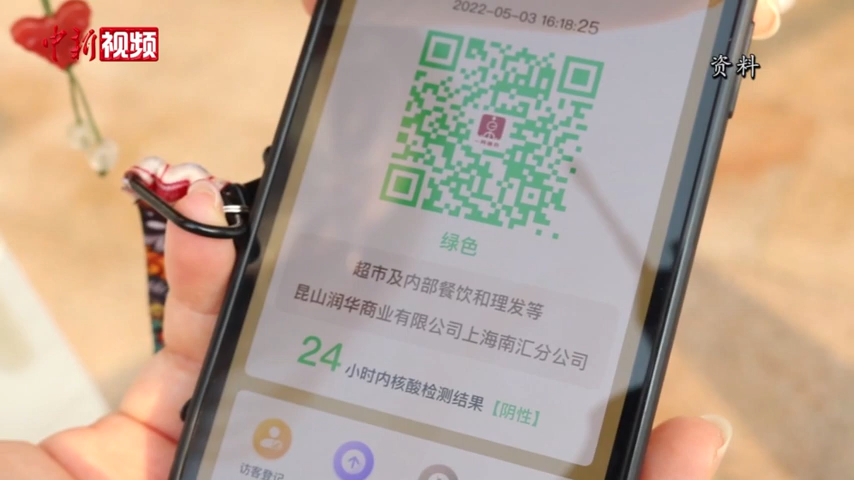 中新视频
资料
2022-05-03 16:18:25
绿色
超市及内部餐饮和理发等
昆山润华商业有限公司上海南汇分公司
24小时内核酸检测结果【阴性】
访客登记